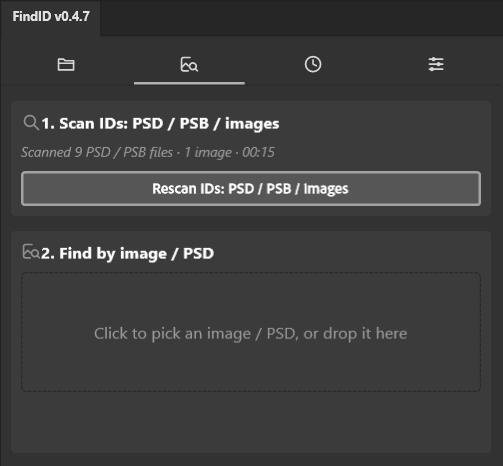 FindID v0.4.7
1. Scan IDs: PSD / PSB / images
Scanned 9 PSD / PSB files · 1 image · 00:15
Rescan IDs: PSD / PSB / Images
2. Find by image / PSD
Click to pick an image / PSD, or drop it here